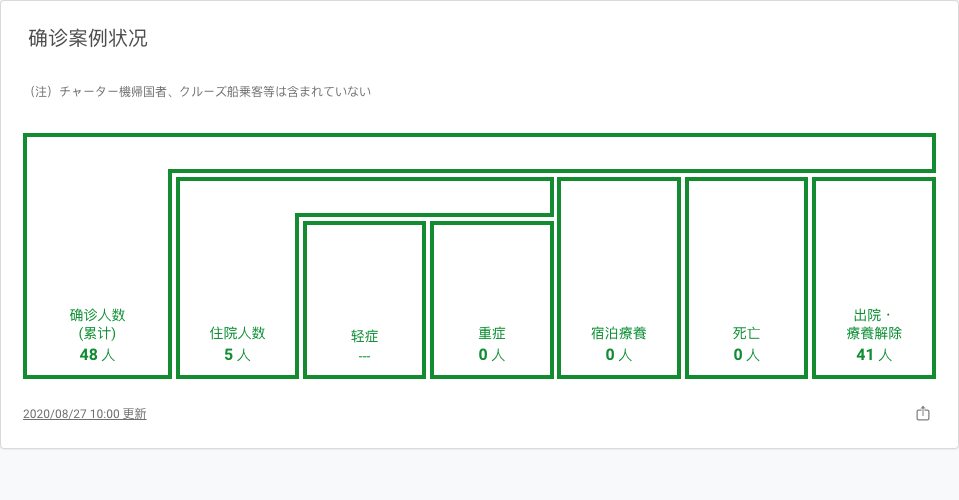 确诊案例状况
（注）チャーター機帰国者、クルーズ船乗客等は含まれていない
确诊人数
(累计)
48 人
住院人数
5 人
轻症
---
重症
0 人
宿泊療養
0 人
死亡
0 人
出院・
療養解除
41 人
2020/08/27 10:00 更新